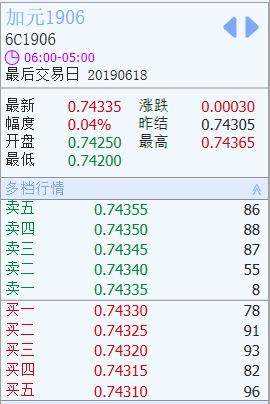 加元1906
6C1906
06:00-05:00
最后交易日 20190618
最新 0.74335 涨跌 0.00030
幅度 0.04% 昨结 0.74305
开盘 0.74250 最高 0.74365
最低 0.74200
多档行情
卖五 0.74355 86
卖四 0.74350 88
卖三 0.74345 87
卖二 0.74340 55
卖一 0.74335 8
买一 0.74330 78
买二 0.74325 91
买三 0.74320 93
买四 0.74315 82
买五 0.74310 96